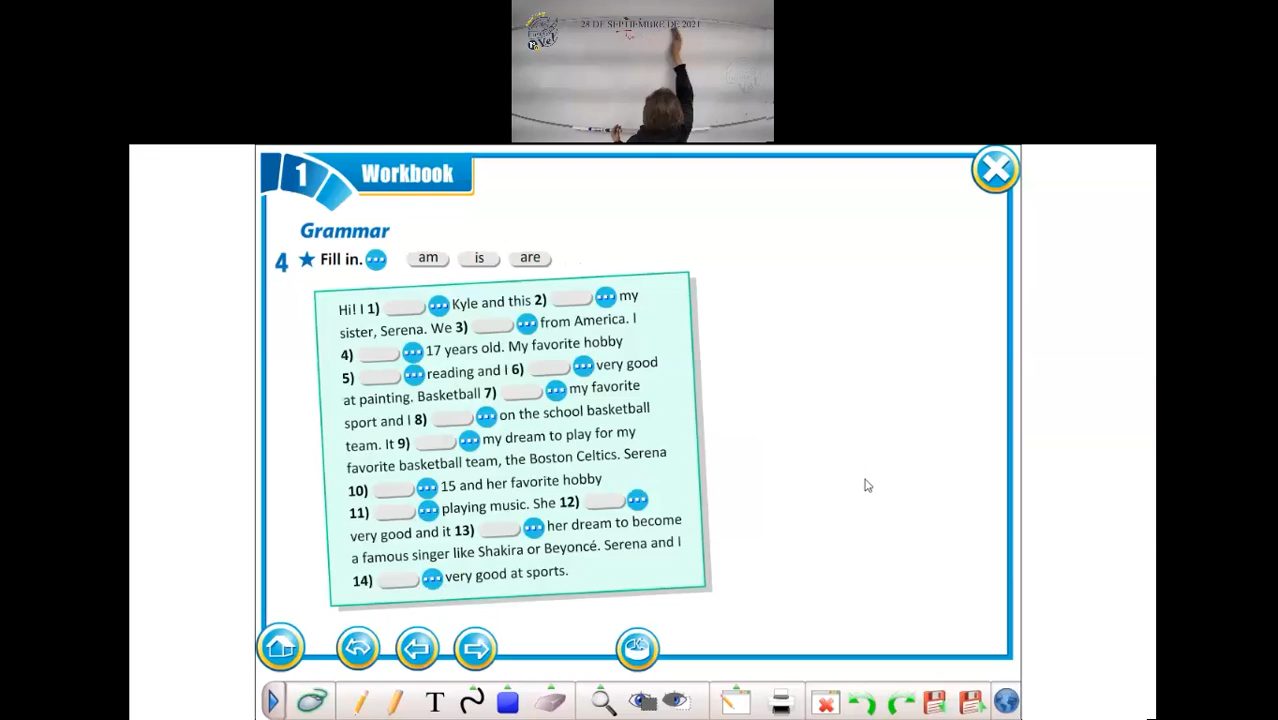 28 DE SEPTIEMBRE DE 2021
1 Workbook
Grammar
4 Fill in. am is are
Hi! I 1) Kyle and this 2) my
sister, Serena. We 3) from America. I
4) 17 years old. My favorite hobby
5) reading and I 6) very good
at painting. Basketball 7) my favorite
sport and I 8) on the school basketball
team. It 9) my dream to play for my
favorite basketball team, the Boston Celtics. Serena
10) 15 and her favorite hobby
11) playing music. She 12)
very good and it 13) her dream to become
a famous singer like Shakira or Beyoncé. Serena and I
14) very good at sports.
T